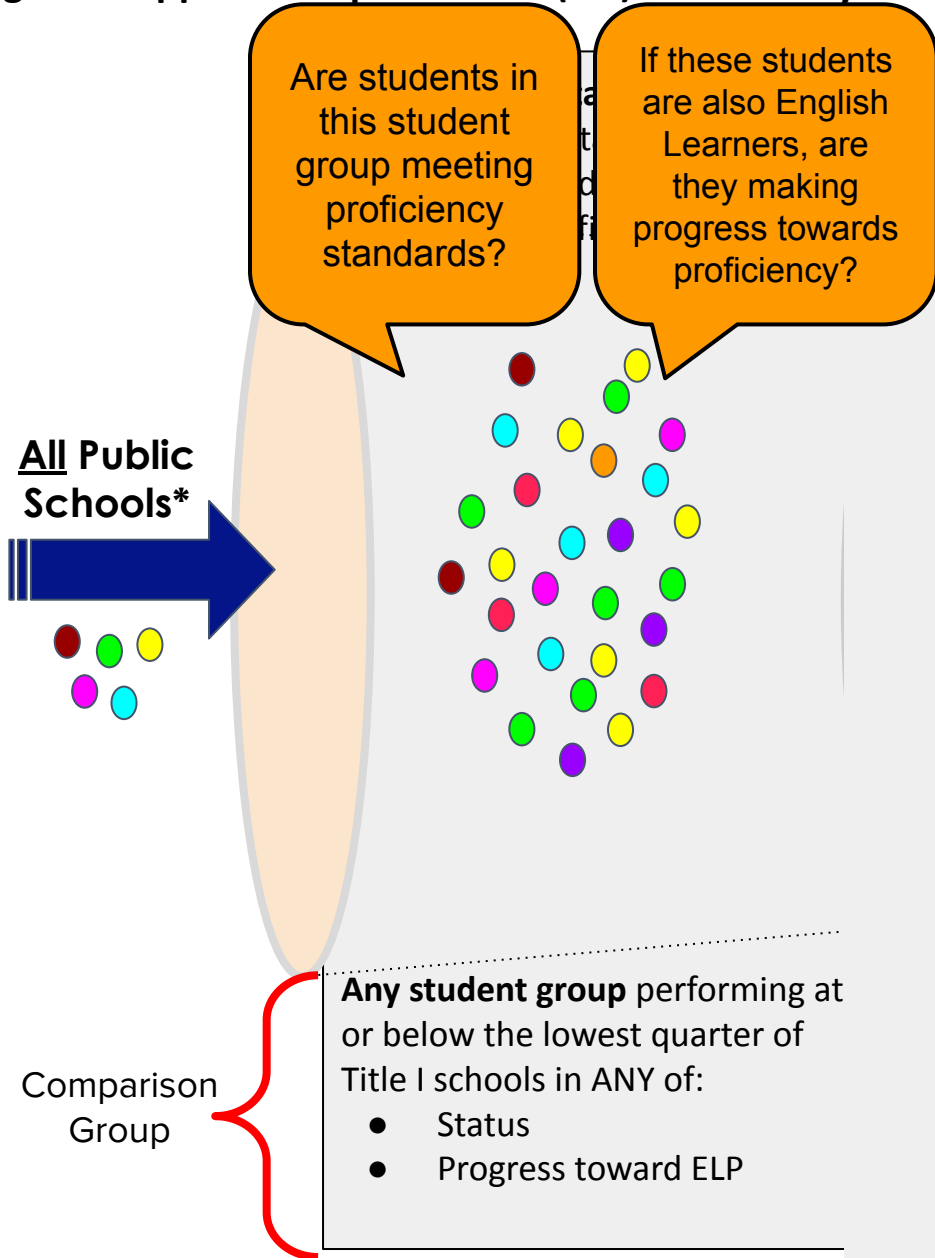 Are students in
this student
group meeting
proficiency
standards?
If these students
are also English
Learners, are
they making
progress towards
proficiency?
All Public
Schools*
Comparison
Group
Any student group performing at
or below the lowest quarter of
Title I schools in ANY of:
● Status
● Progress toward ELP